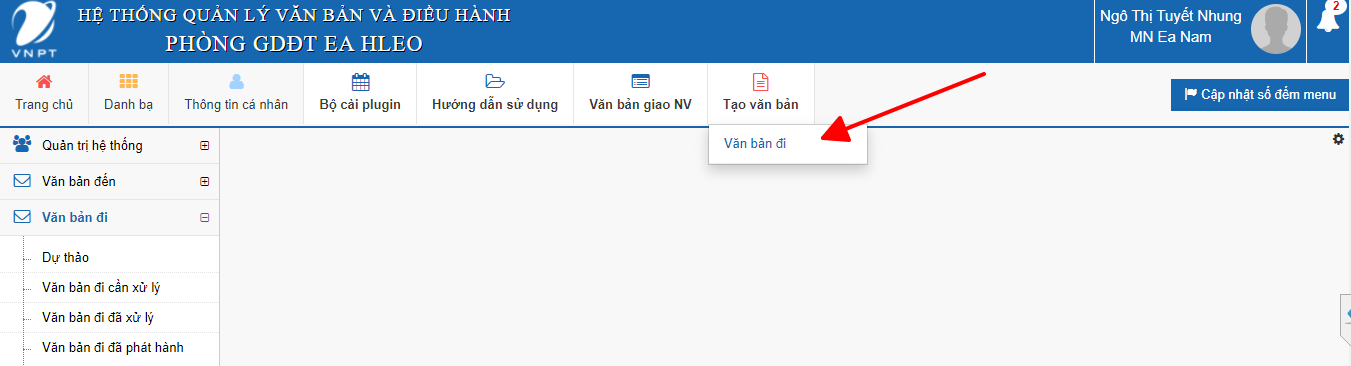 HỆ THỐNG QUẢN LÝ VĂN BẢN VÀ ĐIỀU HÀNH
PHÒNG GDĐT EA HLEO
VNPT
Ngô Thị Tuyết Nhung
MN Ea Nam
2
Trang chủ
Danh bạ
Thông tin cá nhân
Bộ cài plugin
Hướng dẫn sử dụng
Văn bản giao NV
Tạo văn bản
Cập nhật số đếm menu
Văn bản đi
Quản trị hệ thống
Văn bản đến
Văn bản đi
Dự thảo
Văn bản đi cần xử lý
Văn bản đi đã xử lý
Văn bản đi đã phát hành